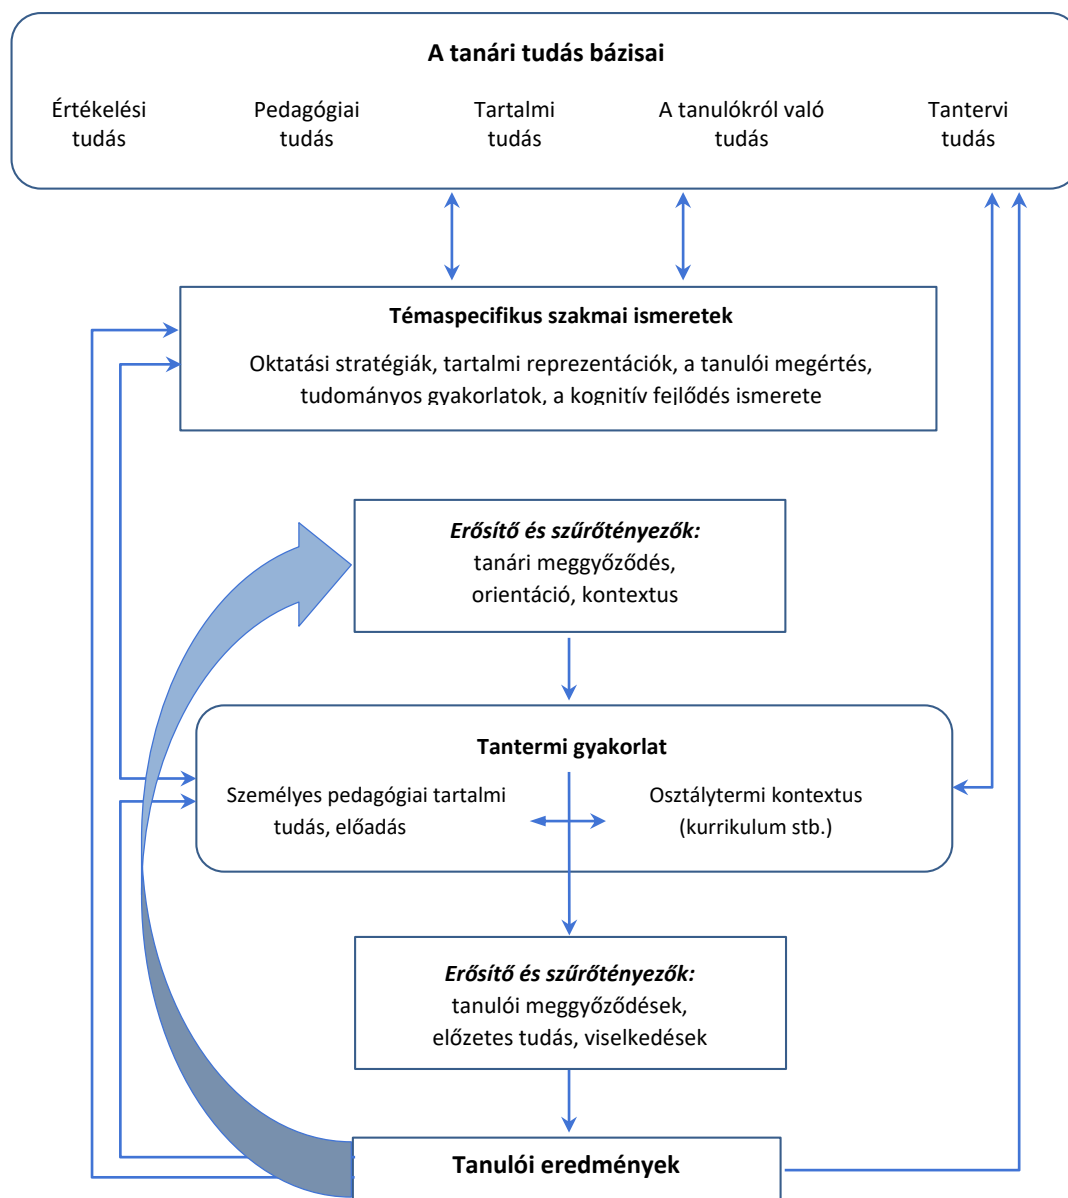 A tanári tudás bázisai
Értékelési
tudás
Pedagógiai
tudás
Tartalmi
tudás
A tanulókról való
tudás
Tantervi
tudás
Témaspecifikus szakmai ismeretek
Oktatási stratégiák, tartalmi reprezentációk, a tanulói megértés,
tudományos gyakorlatok, a kognitív fejlődés ismerete
Erősítő és szűrőtényezők:
tanári meggyőződés,
orientáció, kontextus
Tantermi gyakorlat
Személyes pedagógiai tartalmi
tudás, előadás
Osztálytermi kontextus
(kurrikulum stb.)
Erősítő és szűrőtényezők:
tanulói meggyőződések,
előzetes tudás, viselkedések
Tanulói eredmények